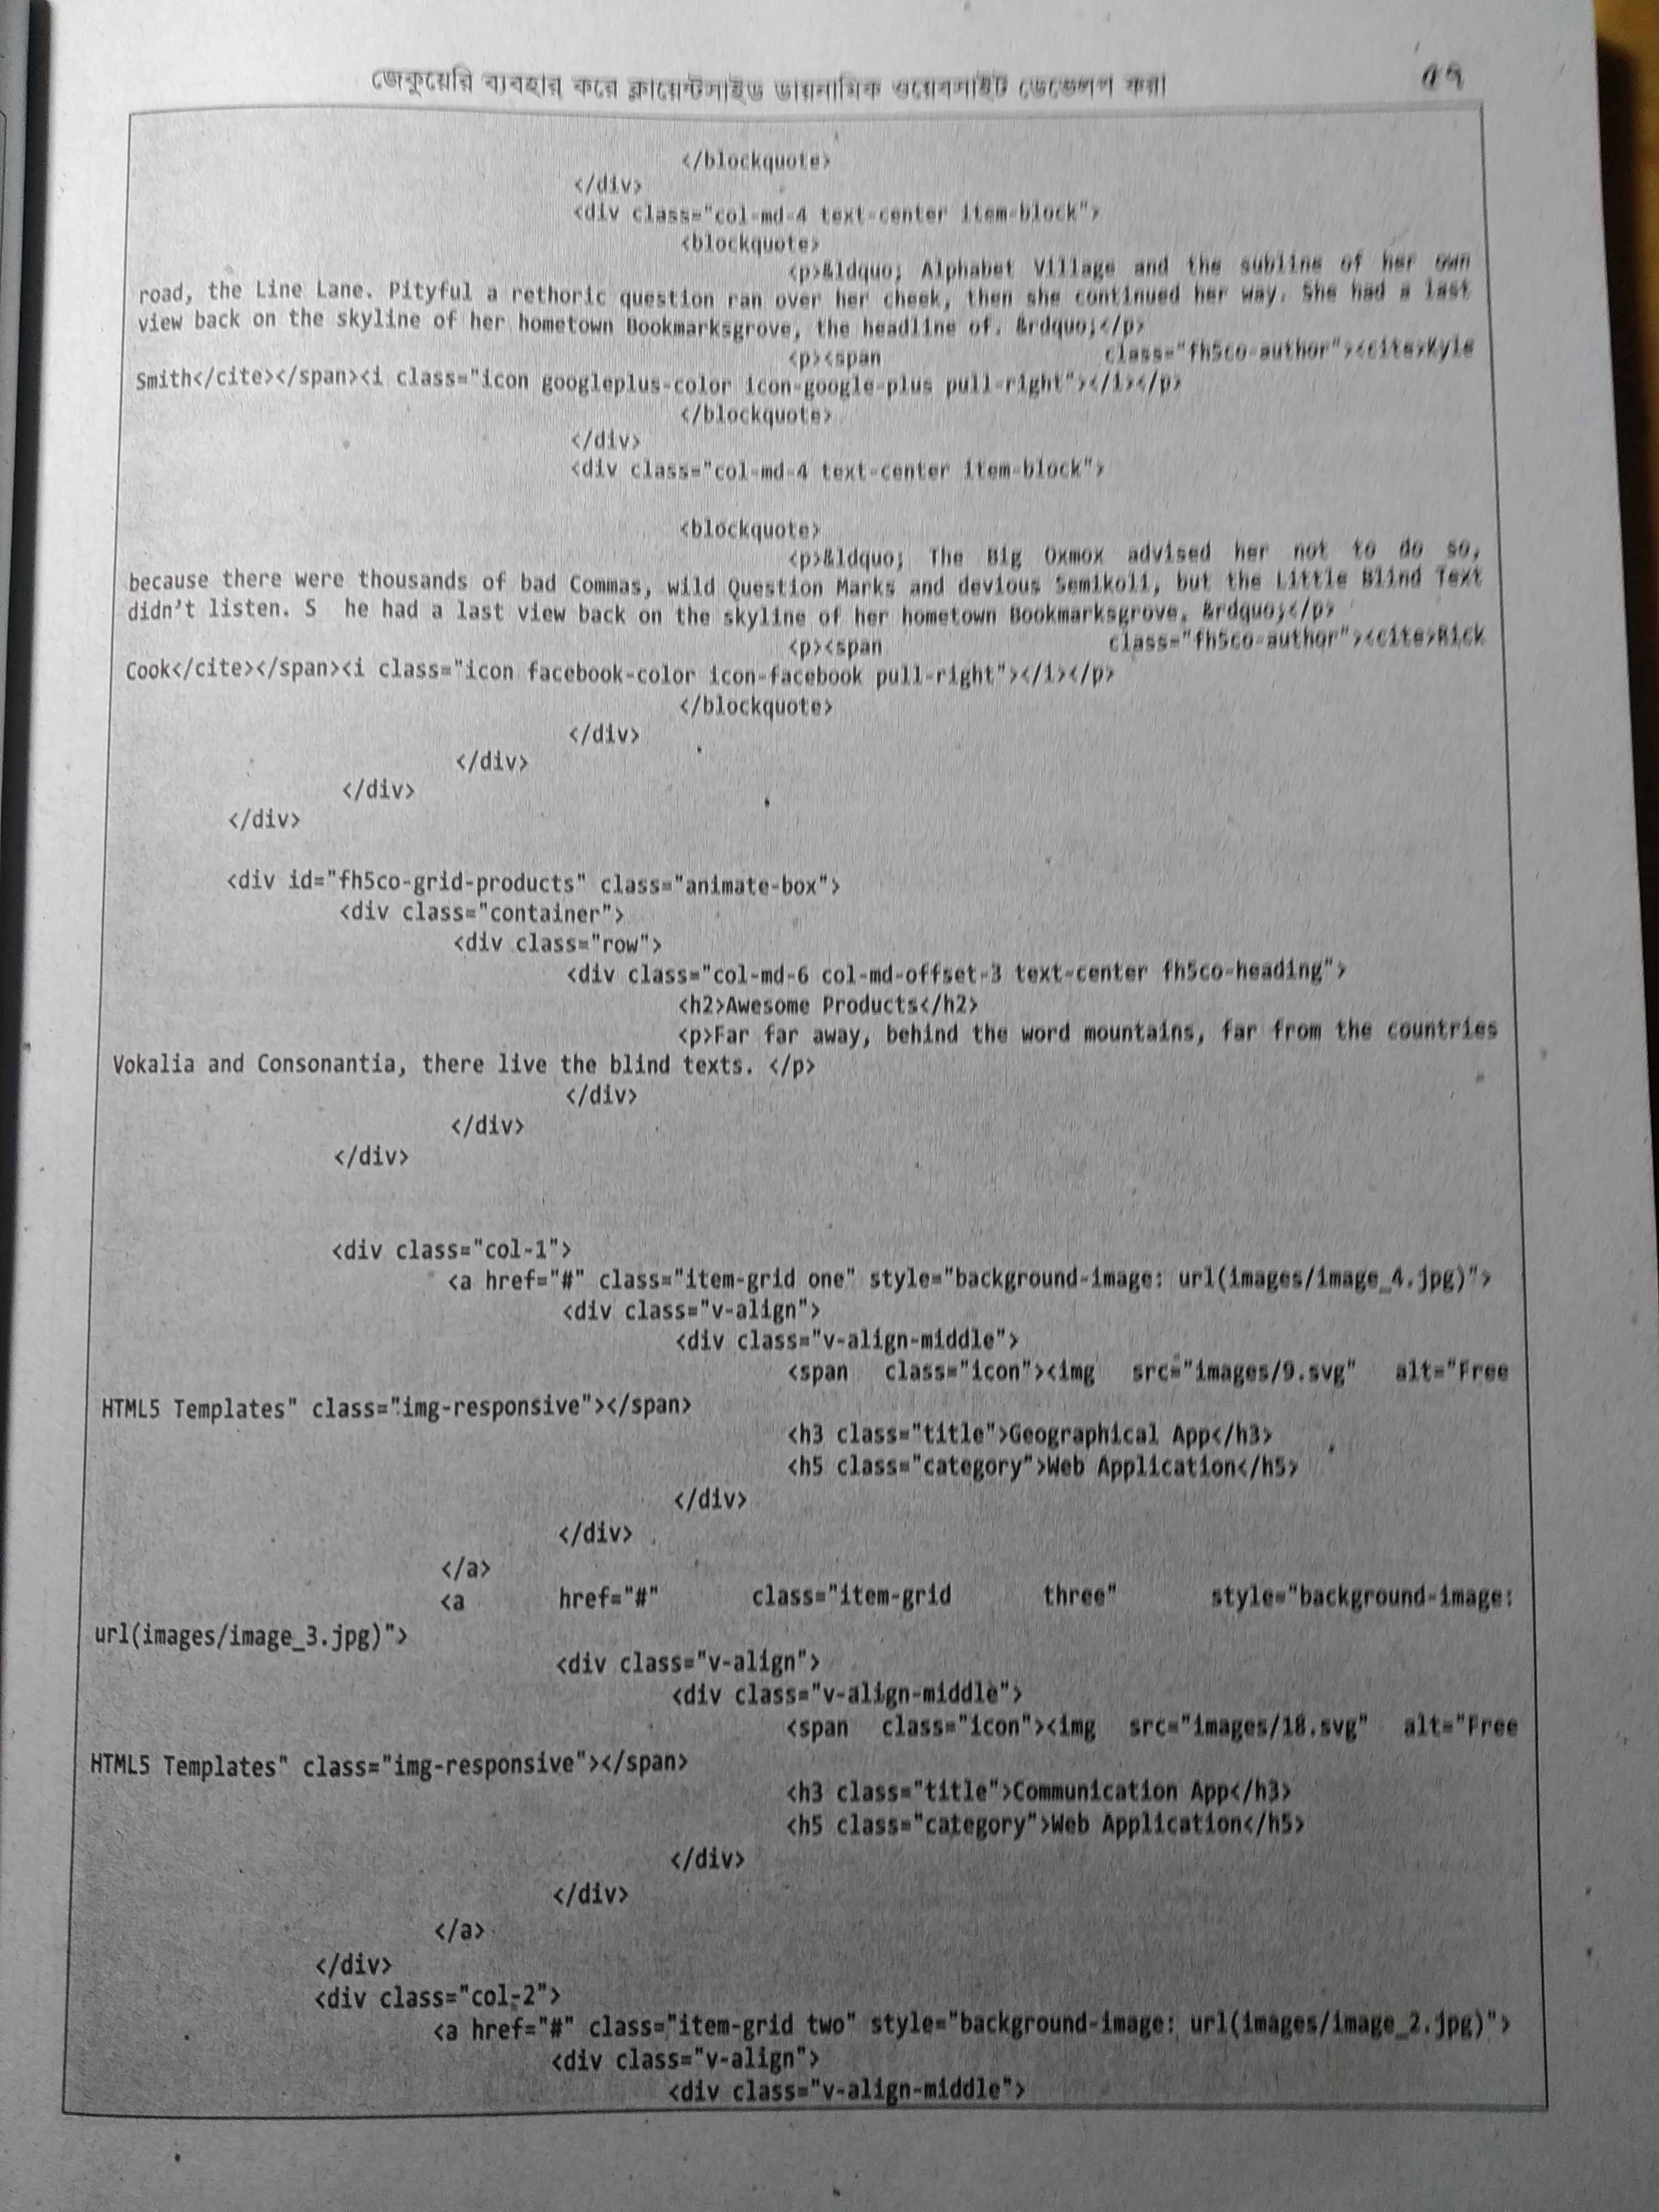 জেকুয়েরি ব্যবহার করে ক্লায়েন্টসাইড ডায়নামিক ওয়েবসাইট ডেভেলপ করা
</blockquote>
</div>
<div class="col-md-4 text-center item-block">
<blockquote>
<p>&ldquo; Alphabet Village and the subline of her own
road, the Line Lane. Pityful a rethoric question ran over her cheek, then she continued her way. She had a last
view back on the skyline of her hometown Bookmarksgrove, the headline of. &rdquo;</p>
<p><span class="fh5co-author"><cite>Kyle
Smith</cite></span><i class="icon googleplus-color icon-google-plus pull-right"></i></p>
</blockquote>
</div>
<div class="col-md-4 text-center item-block">
<blockquote>
<p>&ldquo; The Big Oxmox advised her not to do so,
because there were thousands of bad Commas, wild Question Marks and devious Semikoli, but the Little Blind Text
didn't listen. S he had a last view back on the skyline of her hometown Bookmarksgrove. &rdquo;</p>
<p><span class="fh5co-author"><cite>Rick
Cook</cite></span><i class="icon facebook-color icon-facebook pull-right"></i></p>
</blockquote>
</div>
</div>
</div>
</div>
<div id="fh5co-grid-products" class="animate-box">
<div class="container">
<div class="row">
<div class="col-md-6 col-md-offset-3 text-center fh5co-heading">
<h2>Awesome Products</h2>
<p>Far far away, behind the word mountains, far from the countries
Vokalia and Consonantia, there live the blind texts. </p>
</div>
</div>
</div>
<div class="col-1">
<a href="#" class="item-grid one" style="background-image: url(images/image_4.jpg)">
<div class="v-align">
<div class="v-align-middle">
<span class="icon"><img src="images/9.svg" alt="Free
HTML5 Templates" class="img-responsive"></span>
<h3 class="title">Geographical App</h3>
<h5 class="category">Web Application</h5>
</div>
</div>
</a>
<a href="#" class="item-grid three" style="background-image:
url(images/image_3.jpg)">
<div class="v-align">
<div class="v-align-middle">
<span class="icon"><img src="images/18.svg" alt="Free
HTML5 Templates" class="img-responsive"></span>
<h3 class="title">Communication App</h3>
<h5 class="category">Web Application</h5>
</div>
</div>
</a>
</div>
<div class="col-2">
<a href="#" class="item-grid two" style="background-image: url(images/image_2.jpg)">
<div class="v-align">
<div class="v-align-middle">